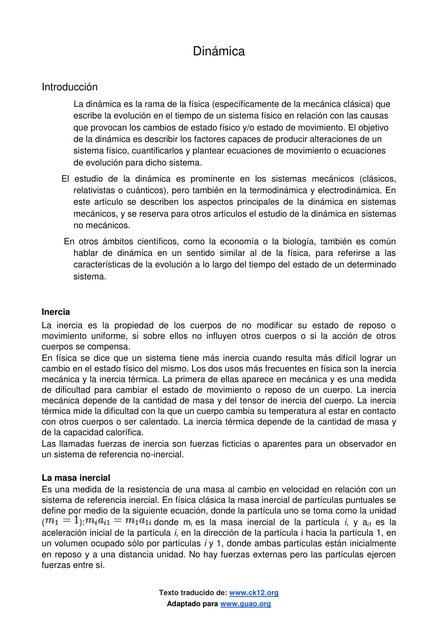 Dinámica
Introducción
La dinámica es la rama de la física (específicamente de la mecánica clásica) que
escribe la evolución en el tiempo de un sistema físico en relación con las causas
que provocan los cambios de estado físico y/o estado de movimiento. El objetivo
de la dinámica es describir los factores capaces de producir alteraciones de un
sistema físico, cuantificarlos y plantear ecuaciones de movimiento o ecuaciones
de evolución para dicho sistema.
El estudio de la dinámica es prominente en los sistemas mecánicos (clásicos,
relativistas o cuánticos), pero también en la termodinámica y electrodinámica. En
este artículo se describen los aspectos principales de la dinámica en sistemas
mecánicos, y se reserva para otros artículos el estudio de la dinámica en sistemas
no mecánicos.
En otros ámbitos científicos, como la economía o la biología, también es común
hablar de dinámica en un sentido similar al de la física, para referirse a las
características de la evolución a lo largo del tiempo del estado de un determinado
sistema.
Inercia
La inercia es la propiedad de los cuerpos de no modificar su estado de reposo o
movimiento uniforme, si sobre ellos no influyen otros cuerpos o si la acción de otros
cuerpos se compensa.
En física se dice que un sistema tiene más inercia cuando resulta más difícil lograr un
cambio en el estado físico del mismo. Los dos usos más frecuentes en física son la inercia
mecánica y la inercia térmica. La primera de ellas aparece en mecánica y es una medida
de dificultad para cambiar el estado de movimiento o reposo de un cuerpo. La inercia
mecánica depende de la cantidad de masa y del tensor de inercia del cuerpo. La inercia
térmica mide la dificultad con la que un cuerpo cambia su temperatura al estar en contacto
con otros cuerpos o ser calentado. La inercia térmica depende de la cantidad de masa y
de la capacidad calorífica.
Las llamadas fuerzas de inercia son fuerzas ficticias o aparentes para un observador en
un sistema de referencia no-inercial.
La masa inercial
Es una medida de la resistencia de una masa al cambio en velocidad en relación con un
sistema de referencia inercial. En física clásica la masa inercial de partículas puntuales se
define por medio de la siguiente ecuación, donde la partícula uno se toma como la unidad
(m₁ = 1):mᵢaᵢ₁ = m₁a₁ᵢ donde mᵢ es la masa inercial de la partícula i, y aᵢ₁ es la
aceleración inicial de la partícula i, en la dirección de la partícula i hacia la partícula 1, en
un volumen ocupado sólo por partículas i y 1, donde ambas partículas están inicialmente
en reposo y a una distancia unidad. No hay fuerzas externas pero las partículas ejercen
fuerzas entre sí.
Texto traducido de: www.ck12.org
Adaptado para www.guao.org